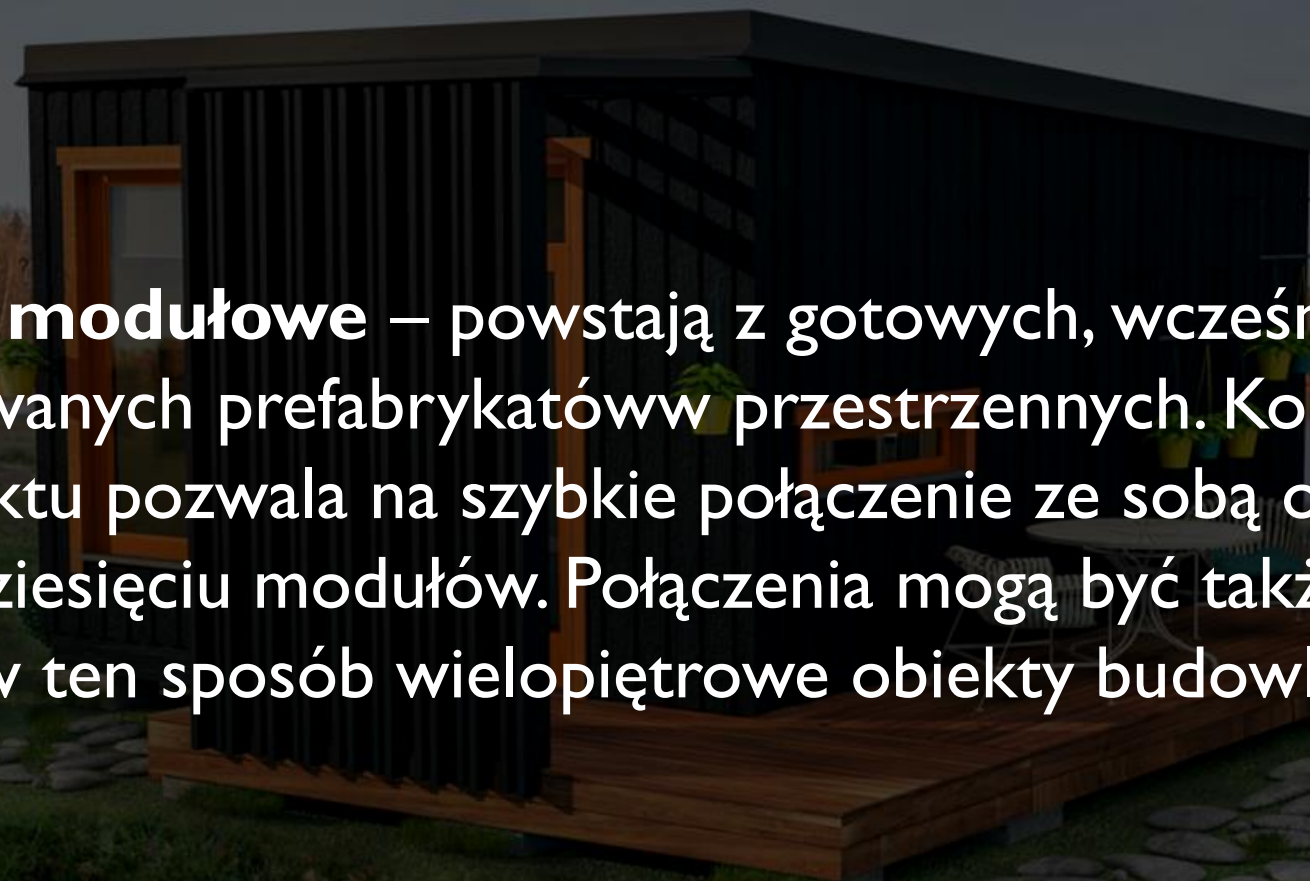 modułowe – powstają z gotowych, wcześn
wanych prefabrykatóww przestrzennych. Ko
ktu pozwala na szybkie połączenie ze sobą o
ziesięciu modułów. Połączenia mogą być takż
w ten sposób wielopiętrowe obiekty budowl